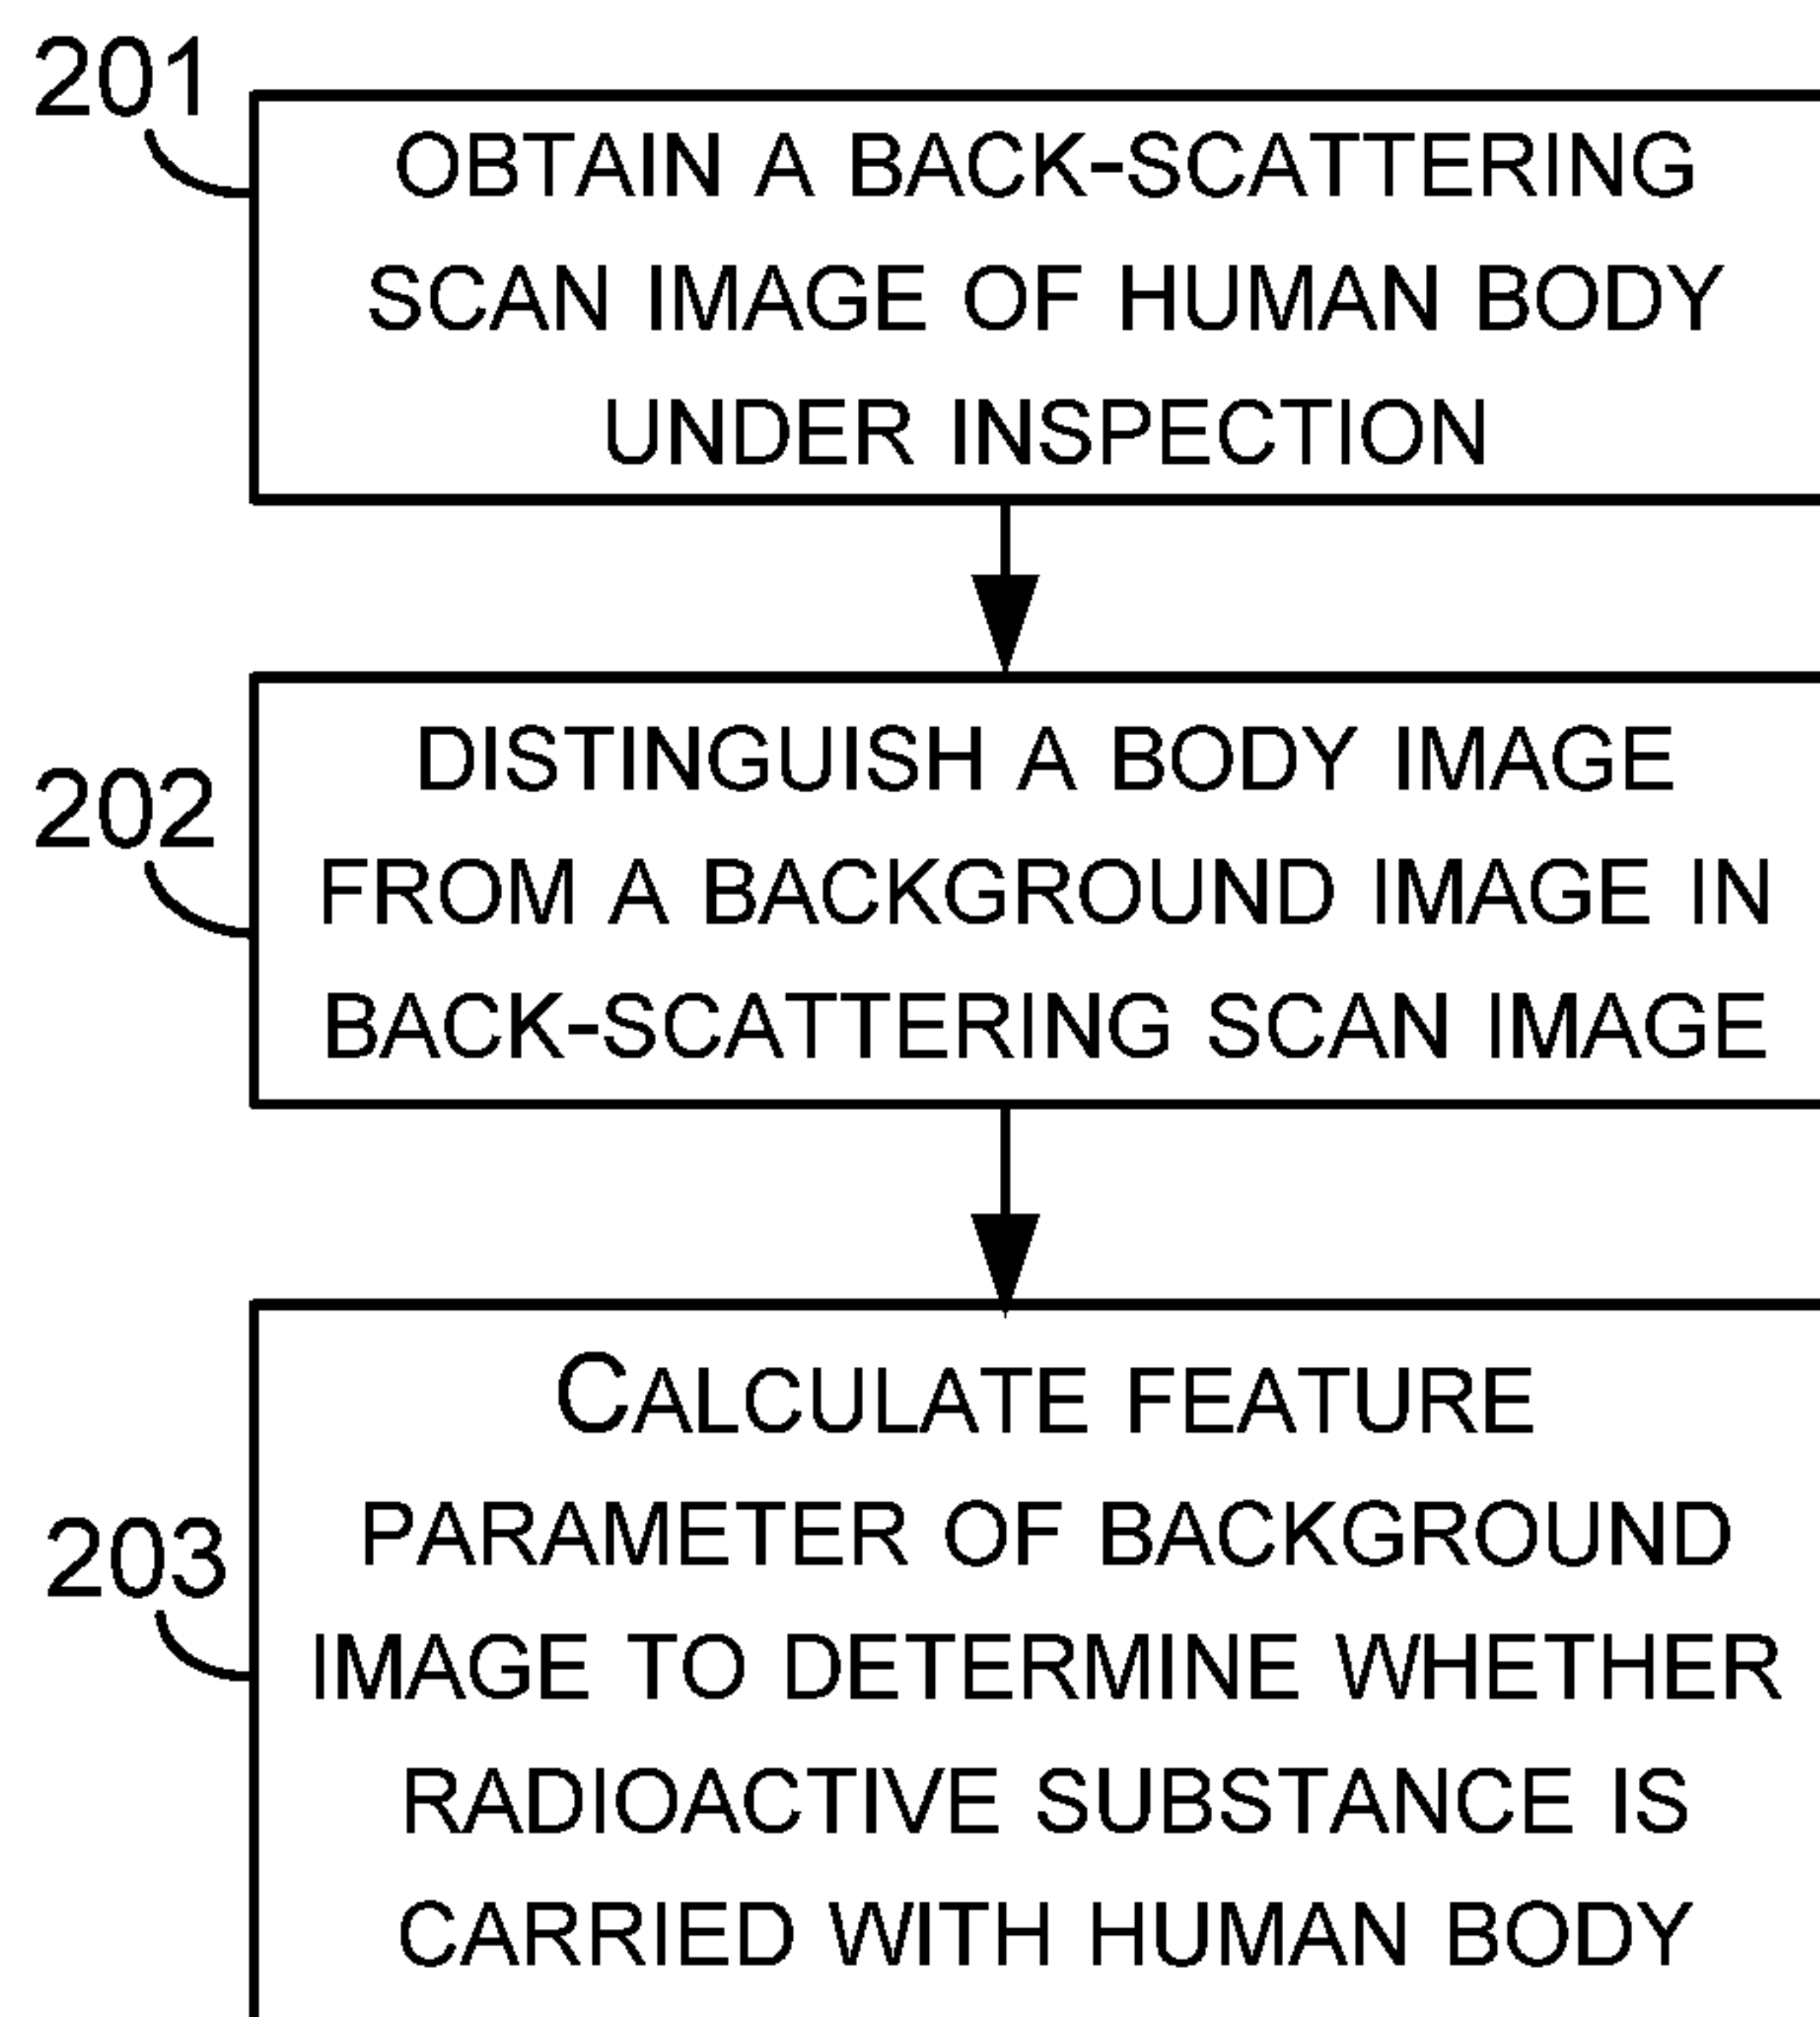 201
OBTAIN A BACK-SCATTERING
SCAN IMAGE OF HUMAN BODY
UNDER INSPECTION
202
DISTINGUISH A BODY IMAGE
FROM A BACKGROUND IMAGE IN
BACK-SCATTERING SCAN IMAGE
203
CALCULATE FEATURE
PARAMETER OF BACKGROUND
IMAGE TO DETERMINE WHETHER
RADIOACTIVE SUBSTANCE IS
CARRIED WITH HUMAN BODY